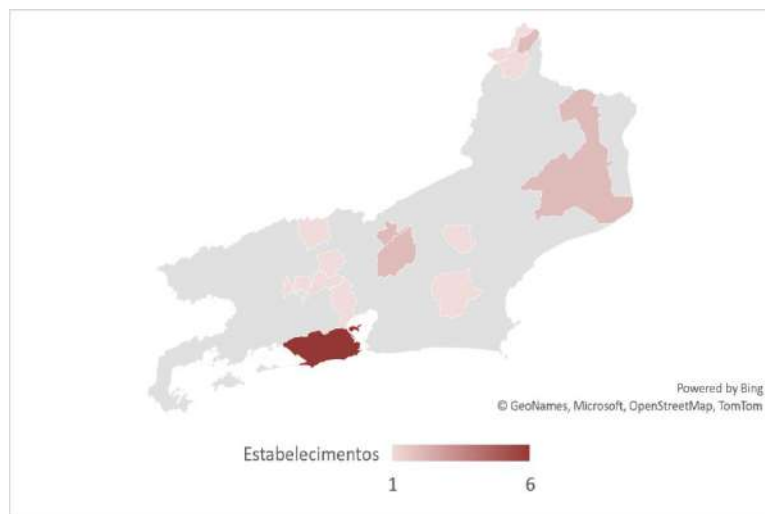 Powered by Bing
© GeoNames, Microsoft, OpenStreetMap, TomTom
Estabelecimentos
1 6